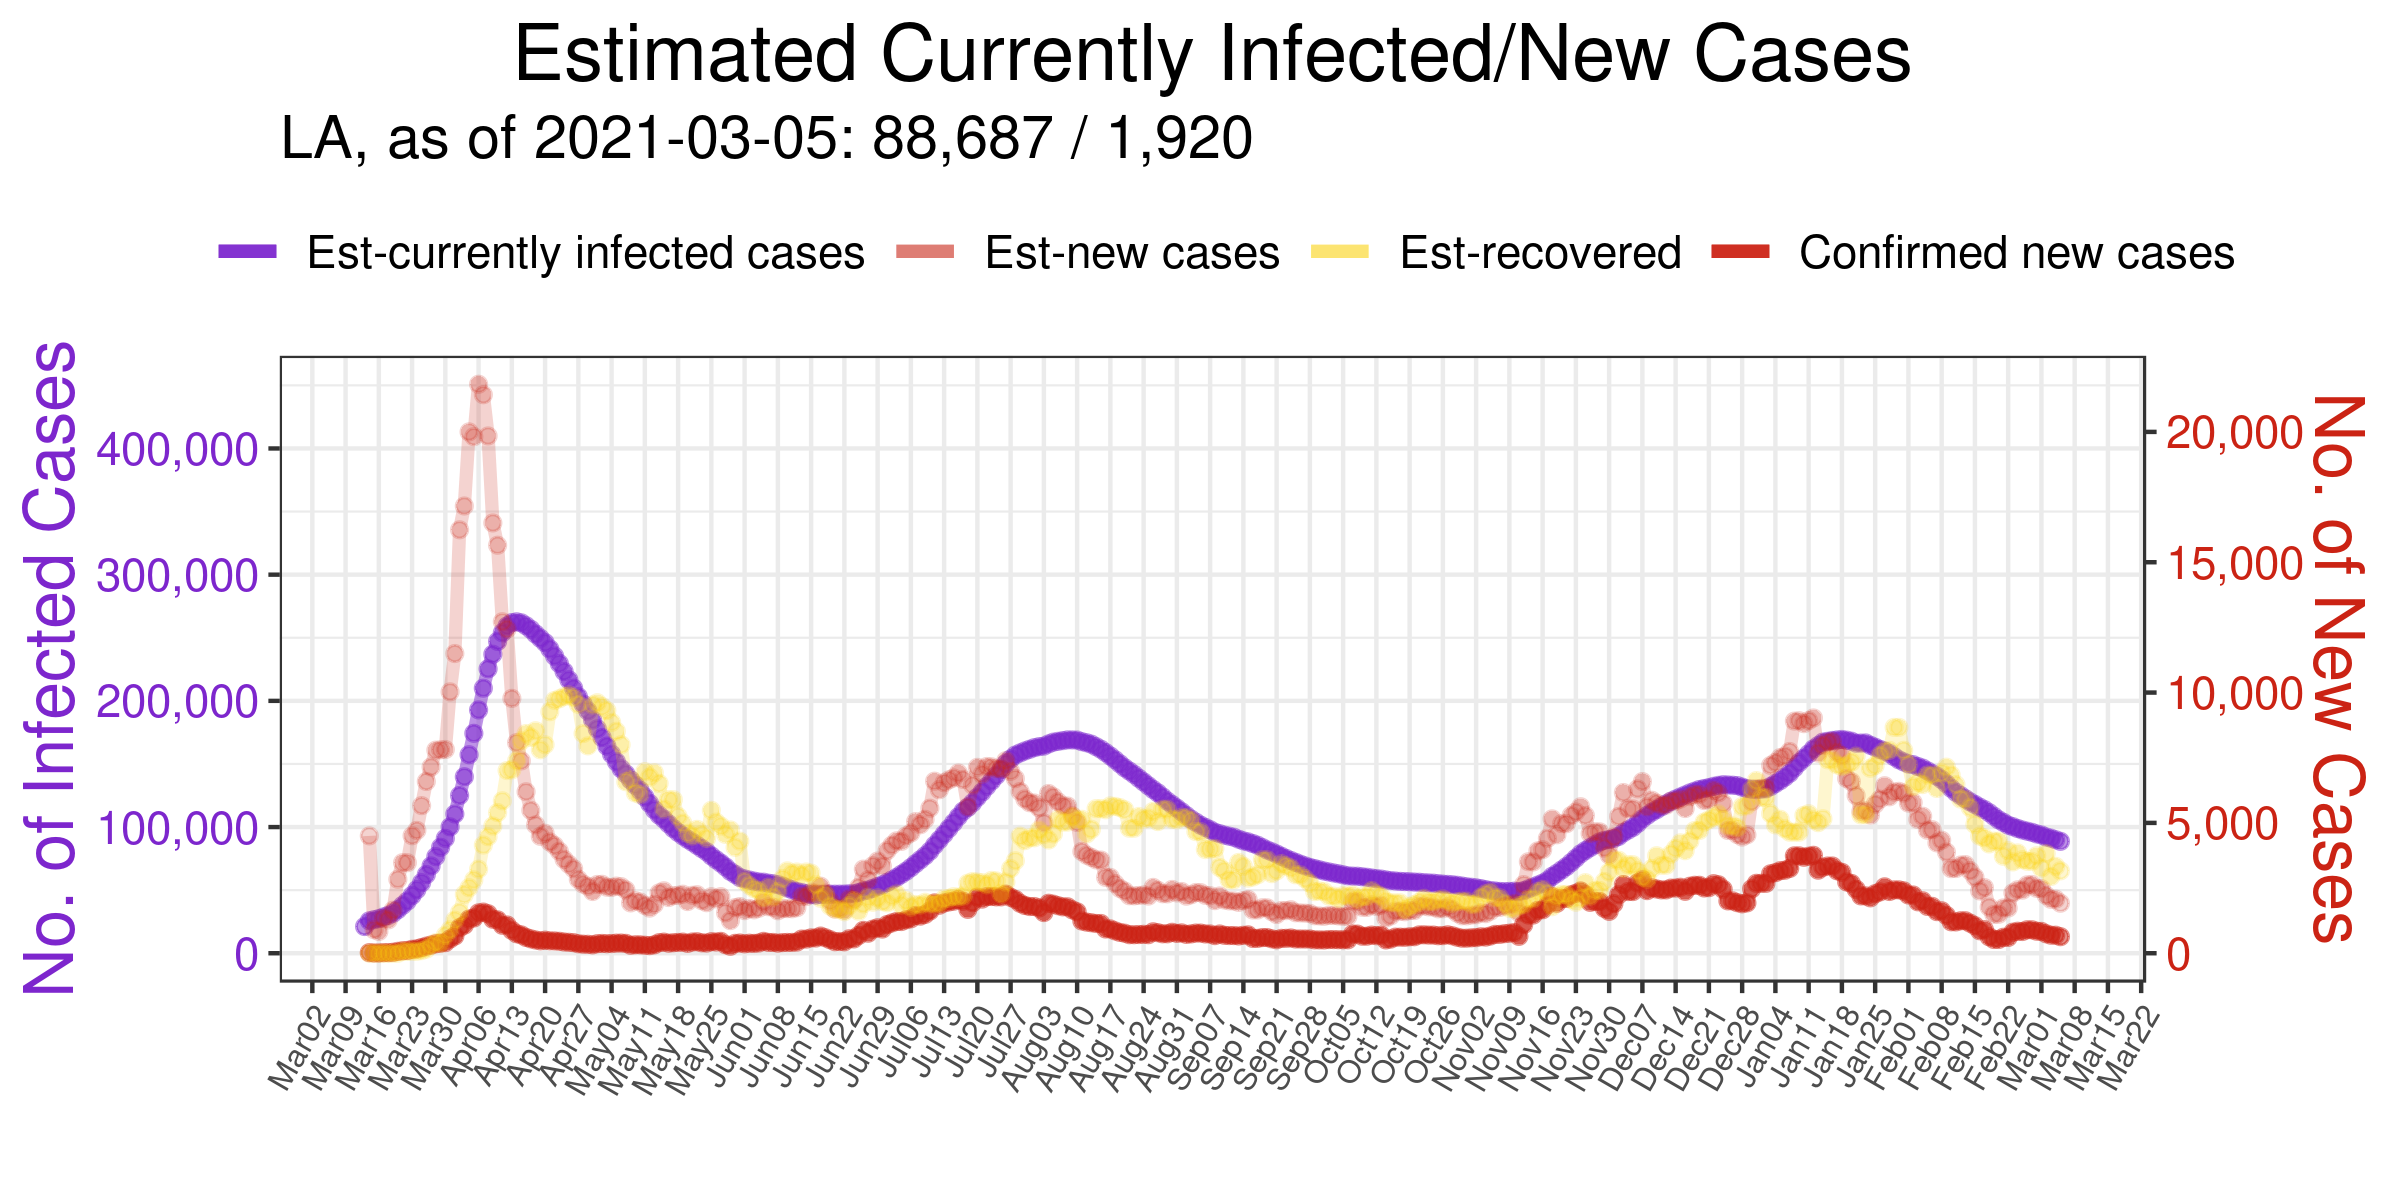 Estimated Currently Infected/New Cases
LA, as of 2021-03-05: 88,687 / 1,920
Est-currently infected cases
Est-new cases
Est-recovered
Confirmed new cases
No. of Infected Cases
400,000
300,000
200,000
100,000
0
20,000
15,000
10,000
5,000
0
No. of New Cases
Mar02
Mar09
Mar16
Mar23
Mar30
Apr06
Apr13
Apr20
Apr27
May04
May11
May18
May25
Jun01
Jun08
Jun15
Jun22
Jun29
Jul06
Jul13
Jul20
Jul27
Aug03
Aug10
Aug17
Aug24
Aug31
Sep07
Sep14
Sep21
Sep28
Oct05
Oct12
Oct19
Oct26
Nov02
Nov09
Nov16
Nov23
Nov30
Dec07
Dec14
Dec21
Dec28
Jan04
Jan11
Jan18
Jan25
Feb01
Feb08
Feb15
Feb22
Mar01
Mar08
Mar15
Mar22